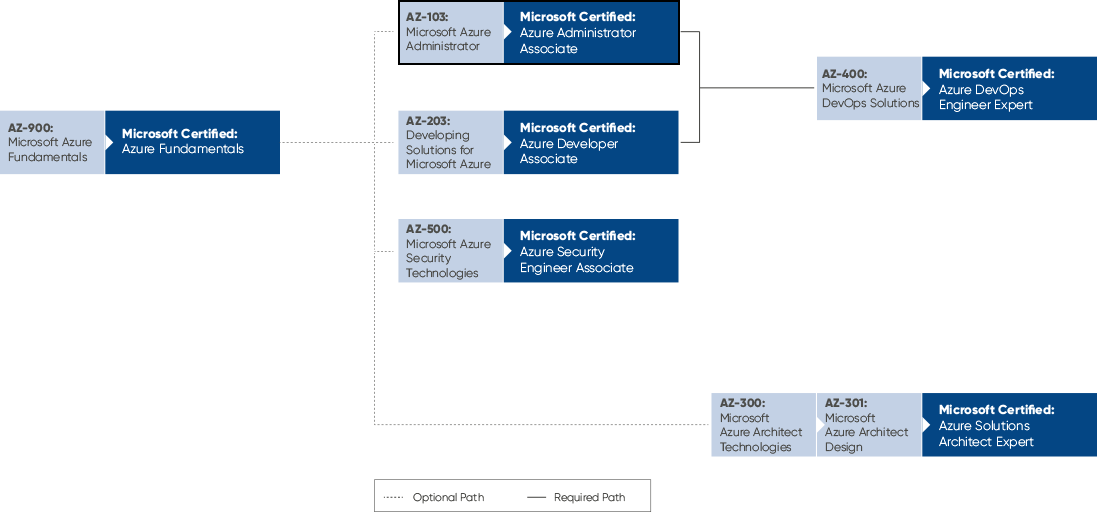 AZ-900:
Microsoft Azure
Fundamentals
Microsoft Certified:
Azure Fundamentals
AZ-103:
Microsoft Azure
Administrator
Microsoft Certified:
Azure Administrator
Associate
AZ-203:
Developing
Solutions for
Microsoft Azure
Microsoft Certified:
Azure Developer
Associate
AZ-500:
Microsoft Azure
Security
Technologies
Microsoft Certified:
Azure Security
Engineer Associate
AZ-400:
Microsoft Azure
DevOps Solutions
Microsoft Certified:
Azure DevOps
Engineer Expert
AZ-300:
Microsoft
Azure Architect
Technologies
AZ-301:
Microsoft
Azure Architect
Design
Microsoft Certified:
Azure Solutions
Architect Expert
Optional Path
Required Path